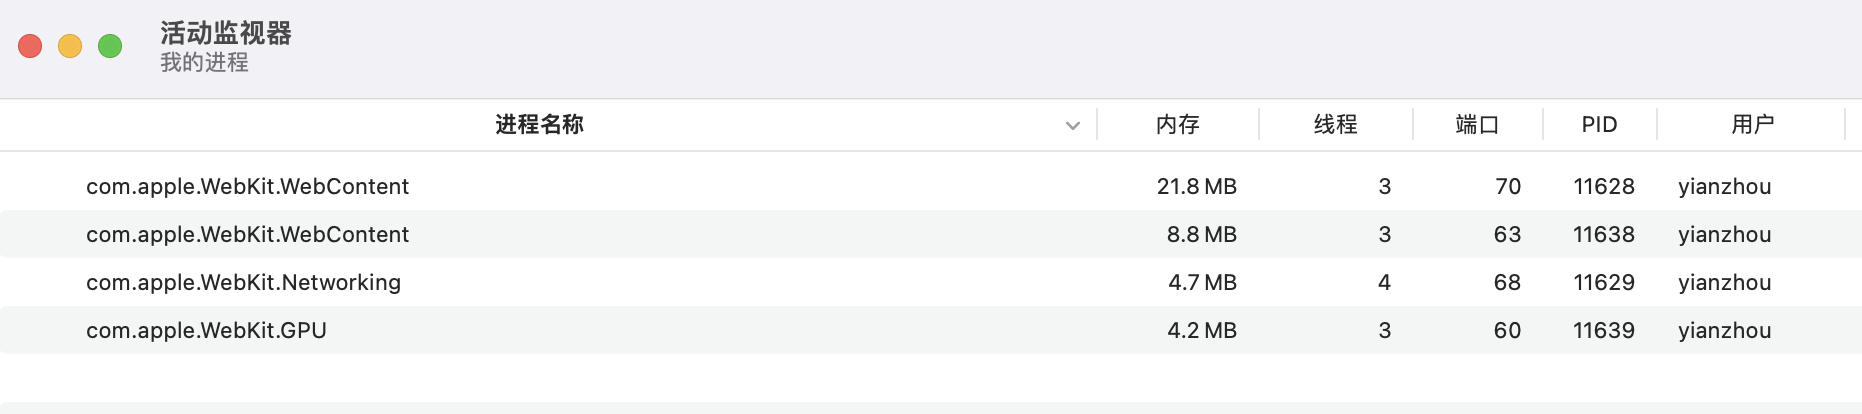 活动监视器
我的进程
进程名称 内存 线程 端口 PID 用户
com.apple.WebKit.WebContent 21.8 MB 3 70 11628 yianzhou
com.apple.WebKit.WebContent 8.8 MB 3 63 11638 yianzhou
com.apple.WebKit.Networking 4.7 MB 4 68 11629 yianzhou
com.apple.WebKit.GPU 4.2 MB 3 60 11639 yianzhou